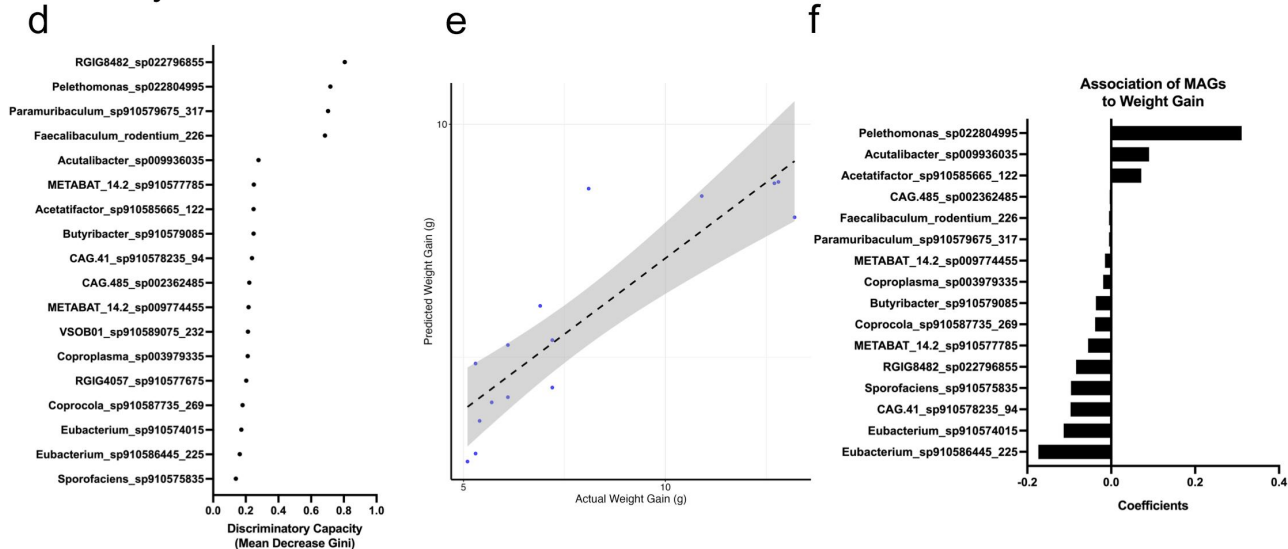 d
RGIG8482_sp022796855
Pelethomonas_sp022804995
Paramuribaculum_sp910579675_317
Faecalibaculum_rodentium_226
Acutalibacter_sp009936035
METABAT_14.2_sp910577785
Acetatifactor_sp910585665_122
Butyribacter_sp910579085
CAG.41_sp910578235_94
CAG.485_sp002362485
METABAT_14.2_sp009774455
VSOB01_sp910589075_232
Coproplasma_sp003979335
RGIG4057_sp910577675
Coprocola_sp910587735_269
Eubacterium_sp910574015
Eubacterium_sp910586445_225
Sporofaciens_sp910575835
0.0 0.2 0.4 0.6 0.8 1.0
Discriminatory Capacity
(Mean Decrease Gini)
e
Predicted Weight Gain (g)
10
5 10
Actual Weight Gain (g)
f
Association of MAGs
to Weight Gain
Pelethomonas_sp022804995
Acutalibacter_sp009936035
Acetatifactor_sp910585665_122
CAG.485_sp002362485
Faecalibaculum_rodentium_226
Paramuribaculum_sp910579675_317
METABAT_14.2_sp009774455
Coproplasma_sp003979335
Butyribacter_sp910579085
Coprocola_sp910587735_269
METABAT_14.2_sp910577785
RGIG8482_sp022796855
Sporofaciens_sp910575835
CAG.41_sp910578235_94
Eubacterium_sp910574015
Eubacterium_sp910586445_225
-0.2 0.0 0.2 0.4
Coefficients